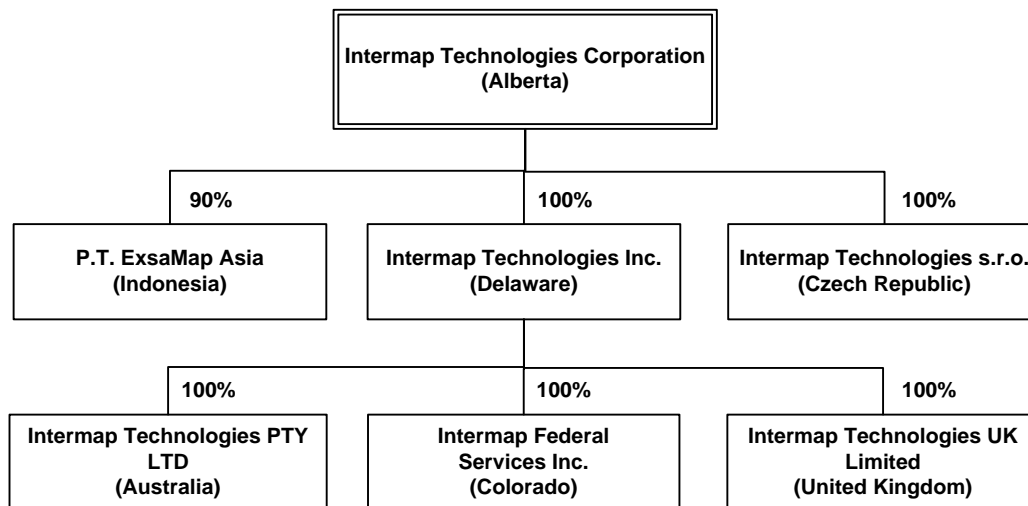 Intermap Technologies Corporation
(Alberta)
90%
100%
100%
P.T. ExsaMap Asia
(Indonesia)
Intermap Technologies Inc.
(Delaware)
Intermap Technologies s.r.o.
(Czech Republic)
100%
100%
100%
Intermap Technologies PTY
LTD
(Australia)
Intermap Federal
Services Inc.
(Colorado)
Intermap Technologies UK
Limited
(United Kingdom)